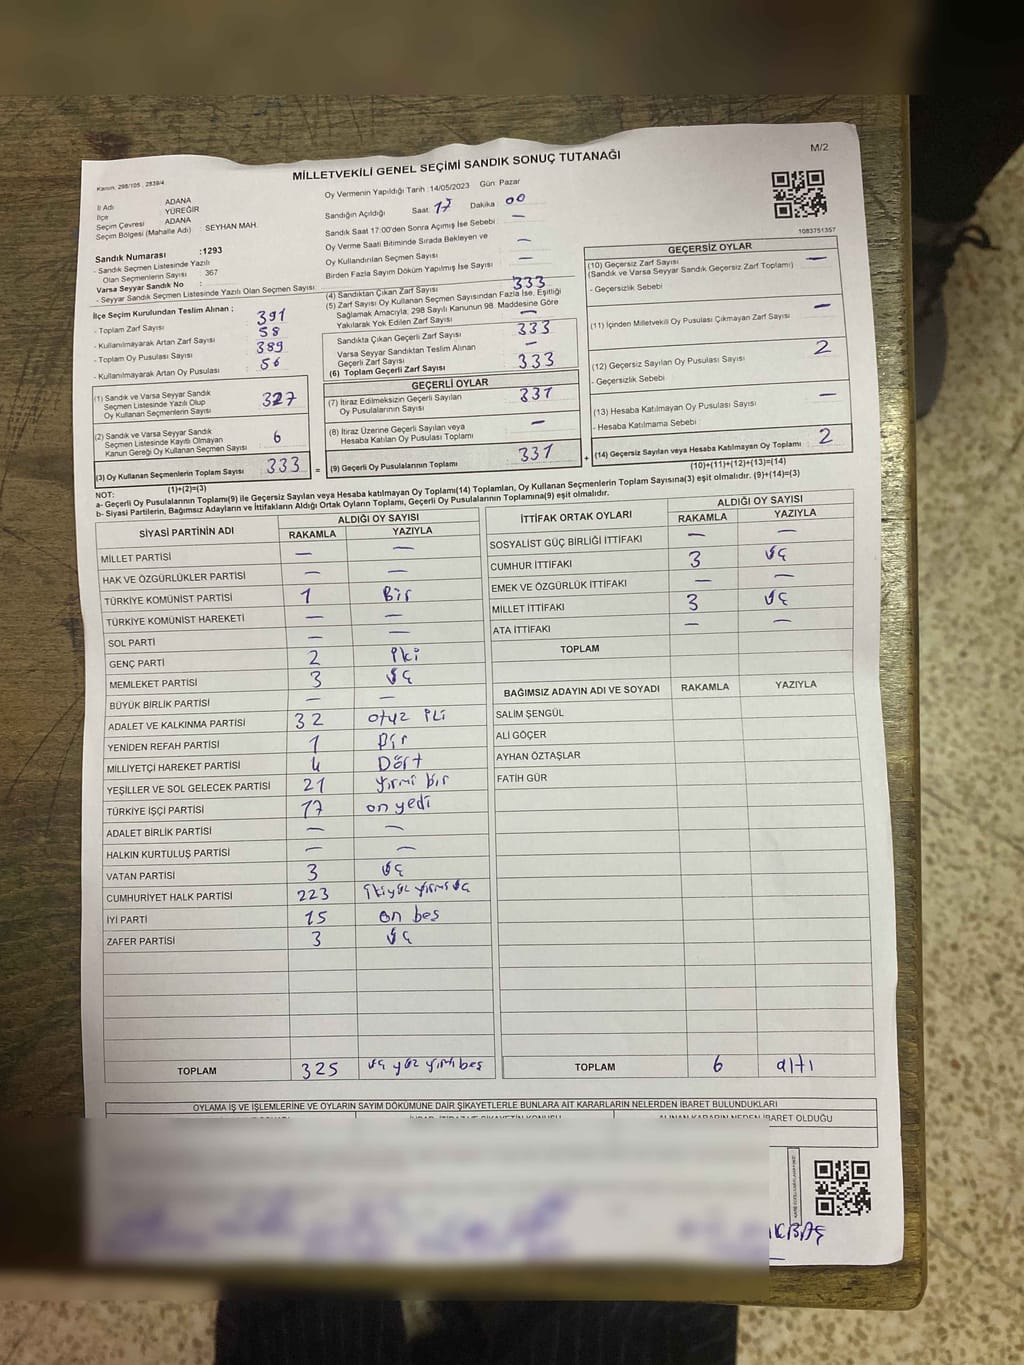 MİLLETVEKİLİ GENEL SEÇİMİ SANDIK SONUÇ TUTANAĞI
M/2
Kanun, 298/105 , 2839/4
İl Adı : ADANA
İlçe : YÜREĞİR
Seçim Çevresi : ADANA
Seçim Bölgesi (Mahalle Adı) SEYHAN MAH.
Sandık Numarası :1293
- Sandık Seçmen Listesinde Yazılı
Olan Seçmenlerin Sayısı : 367
Varsa Seyyar Sandık No :
- Seyyar Sandık Seçmen Listesinde Yazılı Olan Seçmen Sayısı:
İlçe Seçim Kurulundan Teslim Alınan ;
- Toplam Zarf Sayısı 391
- Kullanılmayarak Artan Zarf Sayısı 58
- Toplam Oy Pusulası Sayısı 389
- Kullanılmayarak Artan Oy Pusulası 56
(1) Sandık ve Varsa Seyyar Sandık
Seçmen Listesinde Yazılı Olup
Oy Kullanan Seçmenlerin Sayısı 327
(2) Sandık ve Varsa Seyyar Sandık
Seçmen Listesinde Kayıtlı Olmayan
Kanun Gereği Oy Kullanan Seçmen Sayısı 6
(3) Oy Kullanan Seçmenlerin Toplam Sayısı 333 =
(1)+(2)=(3)
Oy Vermenin Yapıldığı Tarih :14/05/2023 Gün Pazar
Sandığın Açıldığı Saat 17 Dakika 00
Sandık Saat 17:00'den Sonra Açımış İse Sebebi : —
Oy Verme Saati Bitiminde Sırada Bekleyen ve
Oy Kullandırılan Seçmen Sayısı —
Birden Fazla Sayım Döküm Yapılmış İse Sayısı —
(4) Sandıktan Çıkan Zarf Sayısı 333
(5) Zarf Sayısı Oy Kullanan Seçmen Sayısından Fazla İse, Eşitliği
Sağlamak Amacıyla; 298 Sayılı Kanunun 98. Maddesine Göre
Yakılarak Yok Edilen Zarf Sayısı —
Sandıkta Çıkan Geçerli Zarf Sayısı 333
Varsa Seyyar Sandıktan Teslim Alınan
Geçerli Zarf Sayısı —
(6) Toplam Geçerli Zarf Sayısı 333
GEÇERLİ OYLAR
(7) İtiraz Edilmeksizin Geçerli Sayılan
Oy Pusulalarının Sayısı 331
(8) İtiraz Üzerine Geçerli Sayılan veya
Hesaba Katılan Oy Pusulası Toplamı —
(9) Geçerli Oy Pusulalarının Toplamı 331 +
1083751357
GEÇERSİZ OYLAR
(10) Geçersiz Zarf Sayısı
(Sandık ve Varsa Seyyar Sandık Geçersiz Zarf Toplamı) —
- Geçersizlik Sebebi
(11) İçinden Milletvekili Oy Pusulası Çıkmayan Zarf Sayısı —
(12) Geçersiz Sayılan Oy Pusulası Sayısı 2
- Geçersizlik Sebebi
(13) Hesaba Katılmayan Oy Pusulası Sayısı —
- Hesaba Katılmama Sebebi
(14) Geçersiz Sayılan veya Hesaba Katılmayan Oy Toplamı 2
(10)+(11)+(12)+(13)=(14)
NOT:
a- Geçerli Oy Pusulalarının Toplamı(9) ile Geçersiz Sayılan veya Hesaba katılmayan Oy Toplamı(14) Toplamları, Oy Kullanan Seçmenlerin Toplam Sayısına(3) eşit olmalıdır. (9)+(14)=(3)
b- Siyasi Partilerin, Bağımsız Adayların ve İttifakların Aldığı Ortak Oyların Toplamı, Geçerli Oy Pusulalarının Toplamına(9) eşit olmalıdır.
SİYASİ PARTİNİN ADI ALDIĞI OY SAYISI
RAKAMLA YAZIYLA
MİLLET PARTİSİ — —
HAK VE ÖZGÜRLÜKLER PARTİSİ — —
TÜRKİYE KOMÜNİST PARTİSİ 1 Bir
TÜRKİYE KOMÜNİST HAREKETİ — —
SOL PARTİ — —
GENÇ PARTİ 2 İki
MEMLEKET PARTİSİ 3 üç
BÜYÜK BİRLİK PARTİSİ — —
ADALET VE KALKINMA PARTİSİ 32 otuz iki
YENİDEN REFAH PARTİSİ 1 Bir
MİLLİYETÇİ HAREKET PARTİSİ 4 Dört
YEŞİLLER VE SOL GELECEK PARTİSİ 21 yirmi bir
TÜRKİYE İŞÇİ PARTİSİ 17 on yedi
ADALET BİRLİK PARTİSİ — —
HALKIN KURTULUŞ PARTİSİ — —
VATAN PARTİSİ 3 üç
CUMHURİYET HALK PARTİSİ 223 ikiyüz yirmi üç
İYİ PARTİ 15 on beş
ZAFER PARTİSİ 3 üç
TOPLAM 325 üç yüz yirmi beş
İTTİFAK ORTAK OYLARI ALDIĞI OY SAYISI
RAKAMLA YAZIYLA
SOSYALİST GÜÇ BİRLİĞİ İTTİFAKI — —
CUMHUR İTTİFAKI 3 üç
EMEK VE ÖZGÜRLÜK İTTİFAKI — —
MİLLET İTTİFAKI 3 üç
ATA İTTİFAKI — —
TOPLAM
BAĞIMSIZ ADAYIN ADI VE SOYADI RAKAMLA YAZIYLA
SALİM ŞENGÜL
ALİ GÖÇER
AYHAN ÖZTAŞLAR
FATİH GÜR
TOPLAM 6 altı
OYLAMA İŞ VE İŞLEMLERİNE VE OYLARIN SAYIM DÖKÜMÜNE DAİR ŞİKAYETLERLE BUNLARA AİT KARARLARIN NELERDEN İBARET BULUNDUKLARI
ALINAN KARARIN NEDEN İBARET OLDUĞU